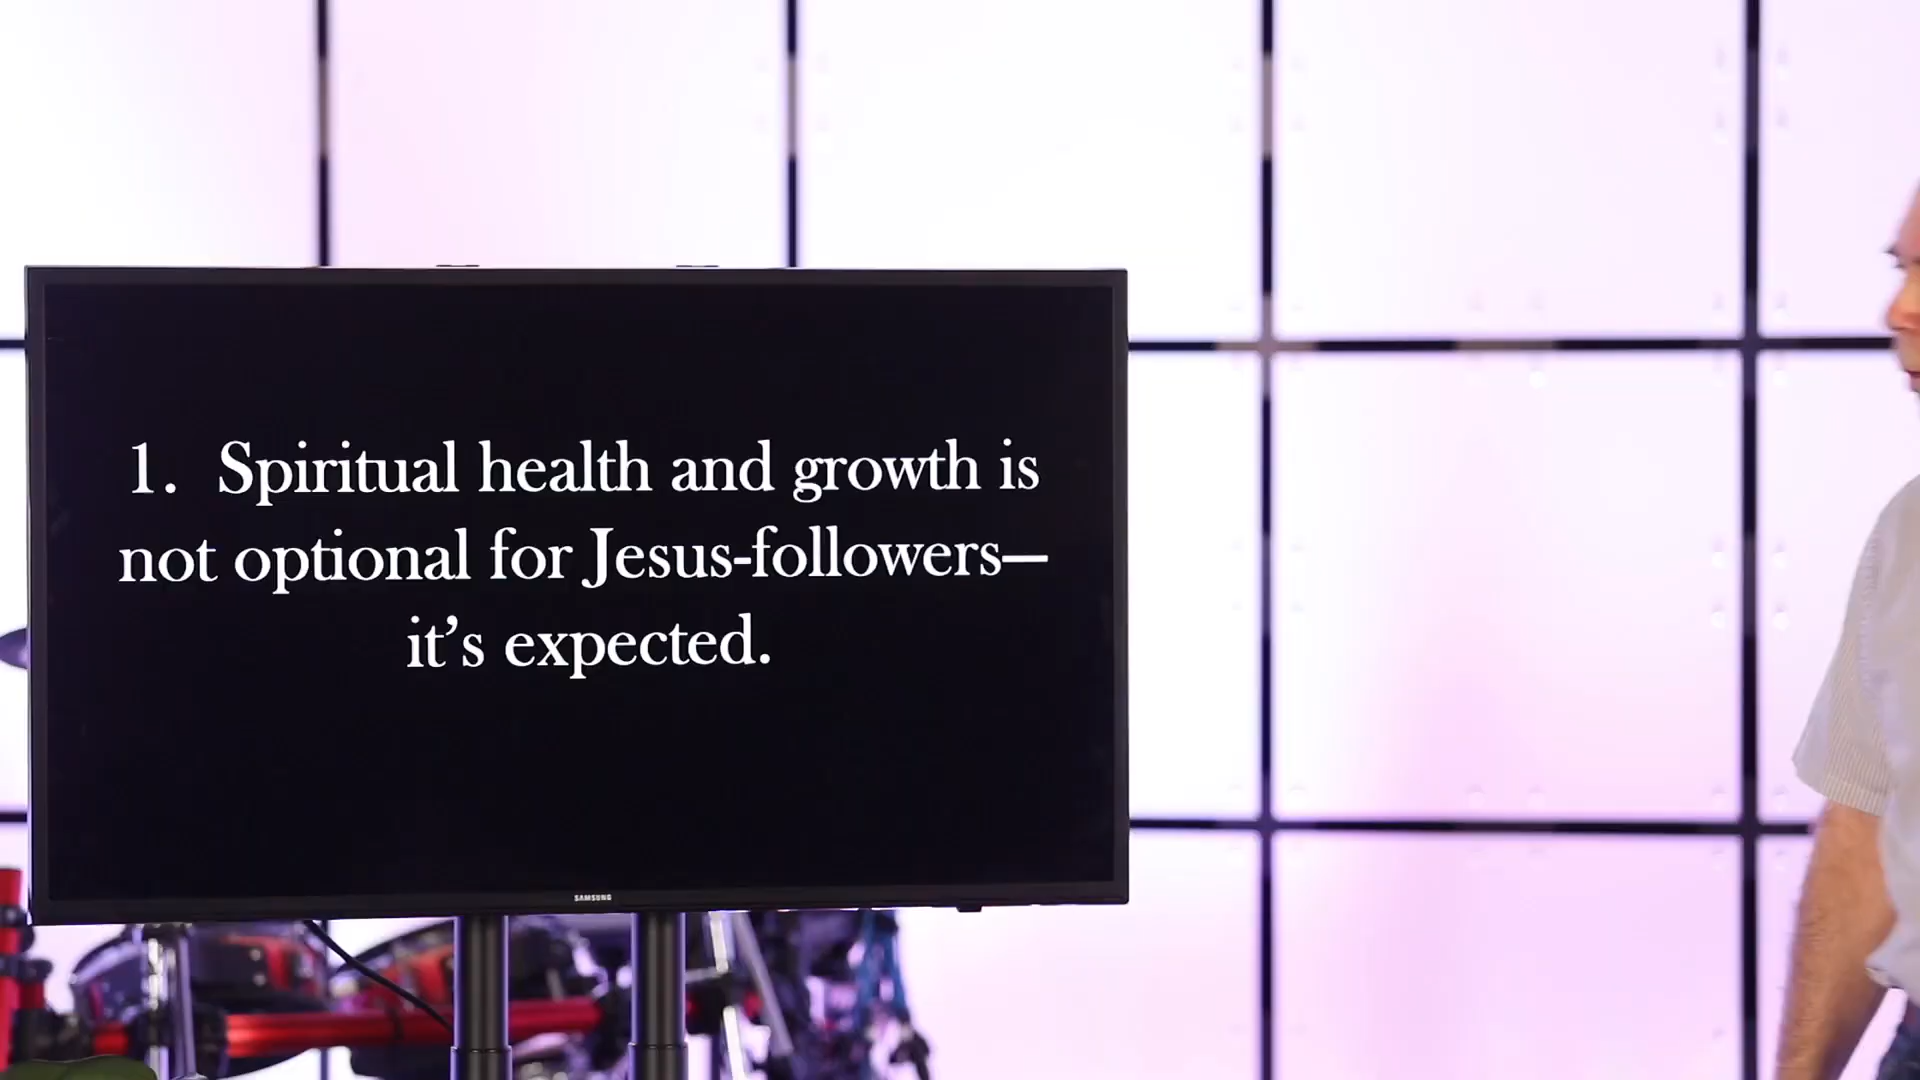 1. Spiritual health and growth is
not optional for Jesus-followers—
it’s expected.
SAMSUNG